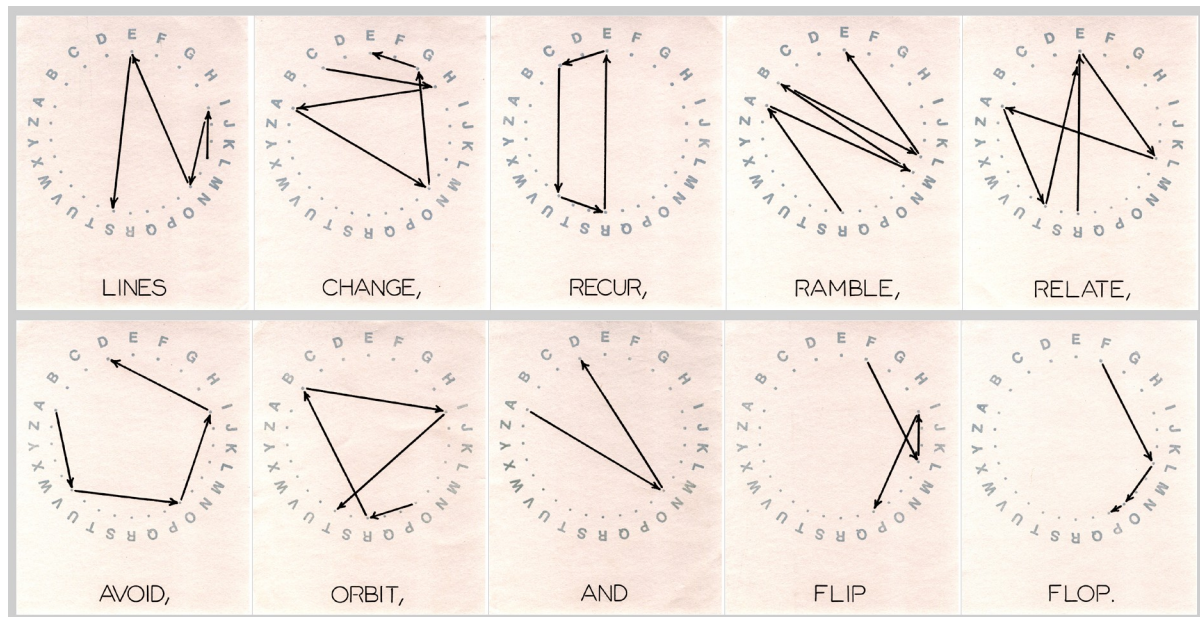 A B C D E F G H I J K L M N O P Q R S T U V W X Y Z
LINES
A B C D E F G H I J K L M N O P Q R S T U V W X Y Z
CHANGE,
A B C D E F G H I J K L M N O P Q R S T U V W X Y Z
RECUR,
A B C D E F G H I J K L M N O P Q R S T U V W X Y Z
RAMBLE,
A B C D E F G H I J K L M N O P Q R S T U V W X Y Z
RELATE,
A B C D E F G H I J K L M N O P Q R S T U V W X Y Z
AVOID,
A B C D E F G H I J K L M N O P Q R S T U V W X Y Z
ORBIT,
A B C D E F G H I J K L M N O P Q R S T U V W X Y Z
AND
A B C D E F G H I J K L M N O P Q R S T U V W X Y Z
FLIP
A B C D E F G H I J K L M N O P Q R S T U V W X Y Z
FLOP.